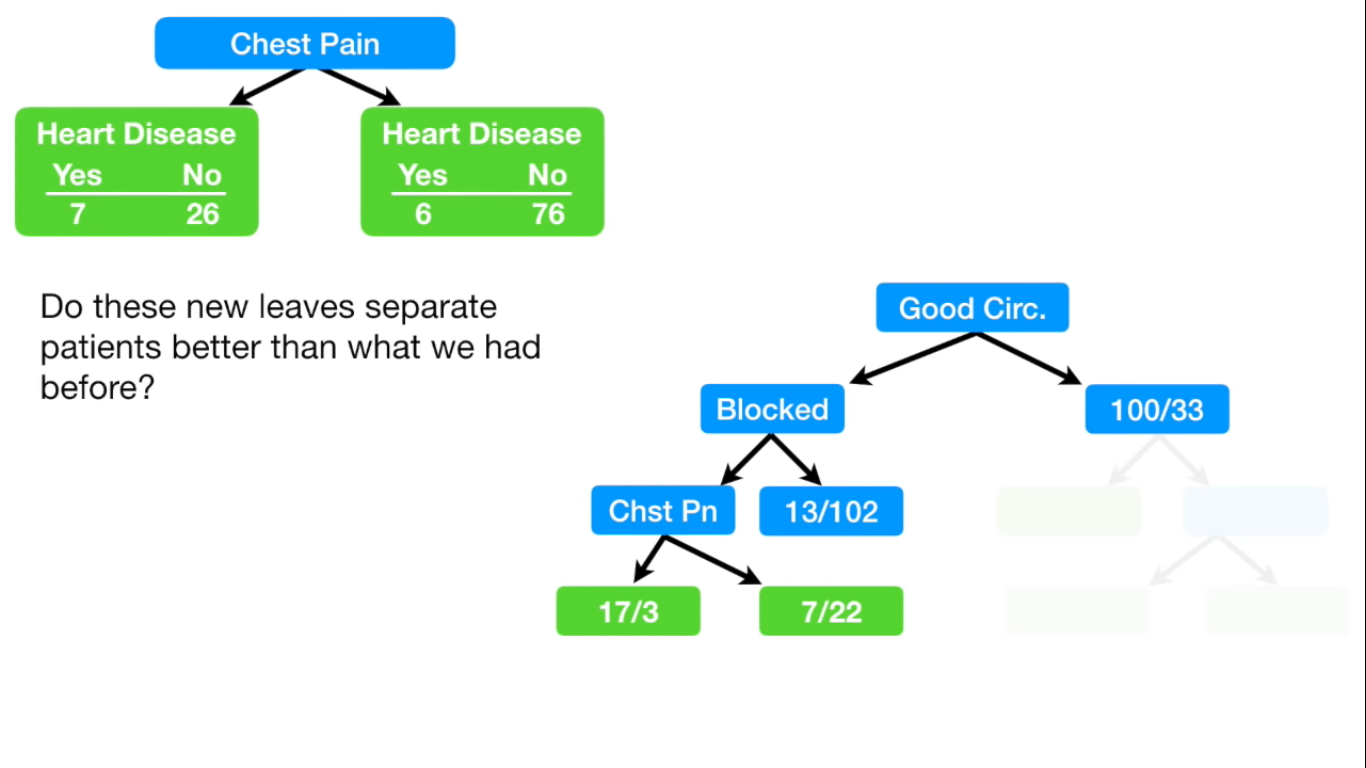 Chest Pain
Heart Disease
Yes No
7 26
Heart Disease
Yes No
6 76
Do these new leaves separate
patients better than what we had
before?
Good Circ.
Blocked
100/33
Chst Pn
13/102
17/3
7/22